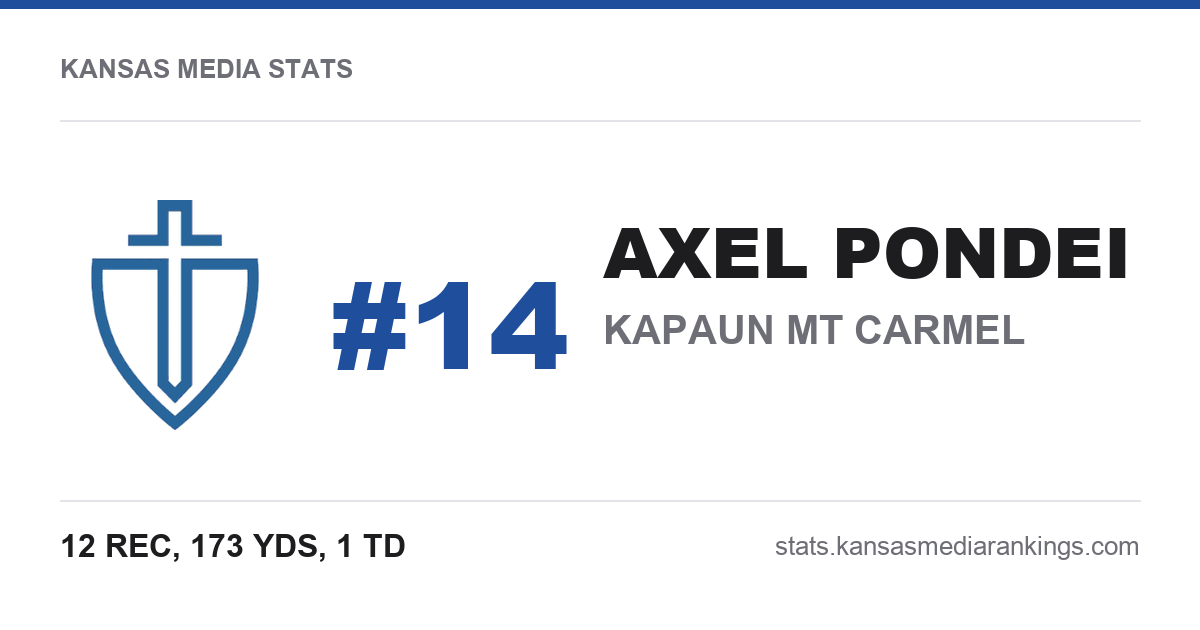 KANSAS MEDIA STATS
#14
AXEL PONDEI
KAPAUN MT CARMEL
12 REC, 173 YDS, 1 TD
stats.kansasmediarankings.com